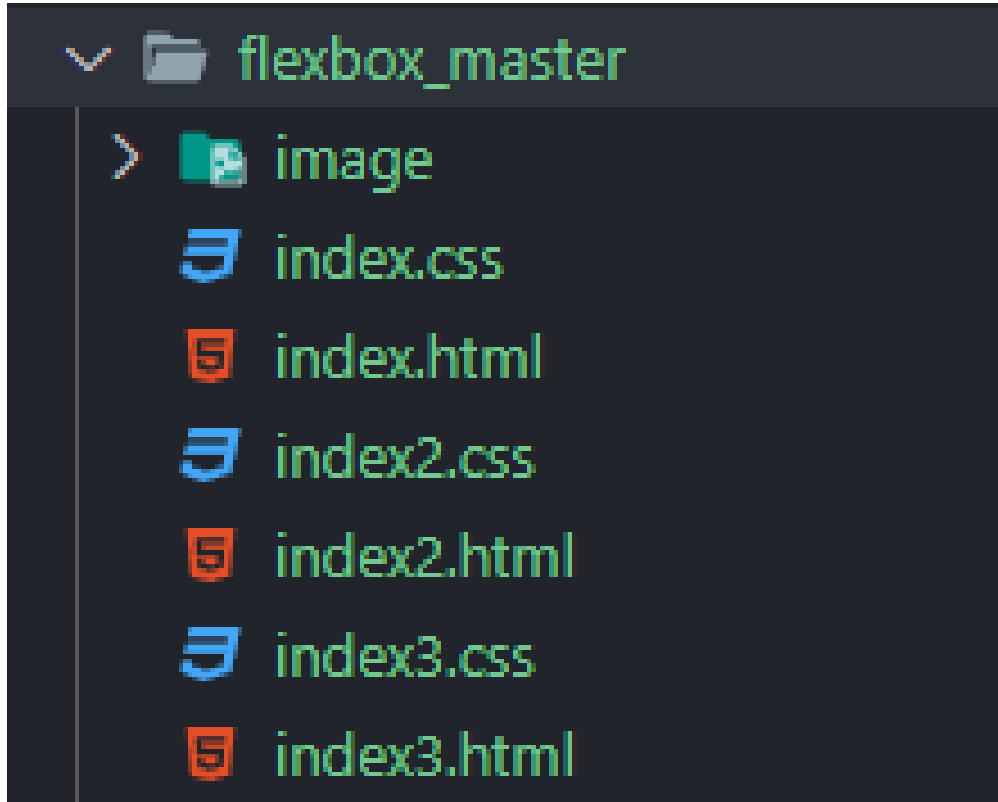 flexbox_master
image
index.css
index.html
index2.css
index2.html
index3.css
index3.html